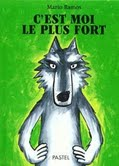 Mario Ramos
C'EST MOI
LE PLUS FORT
PASTEL